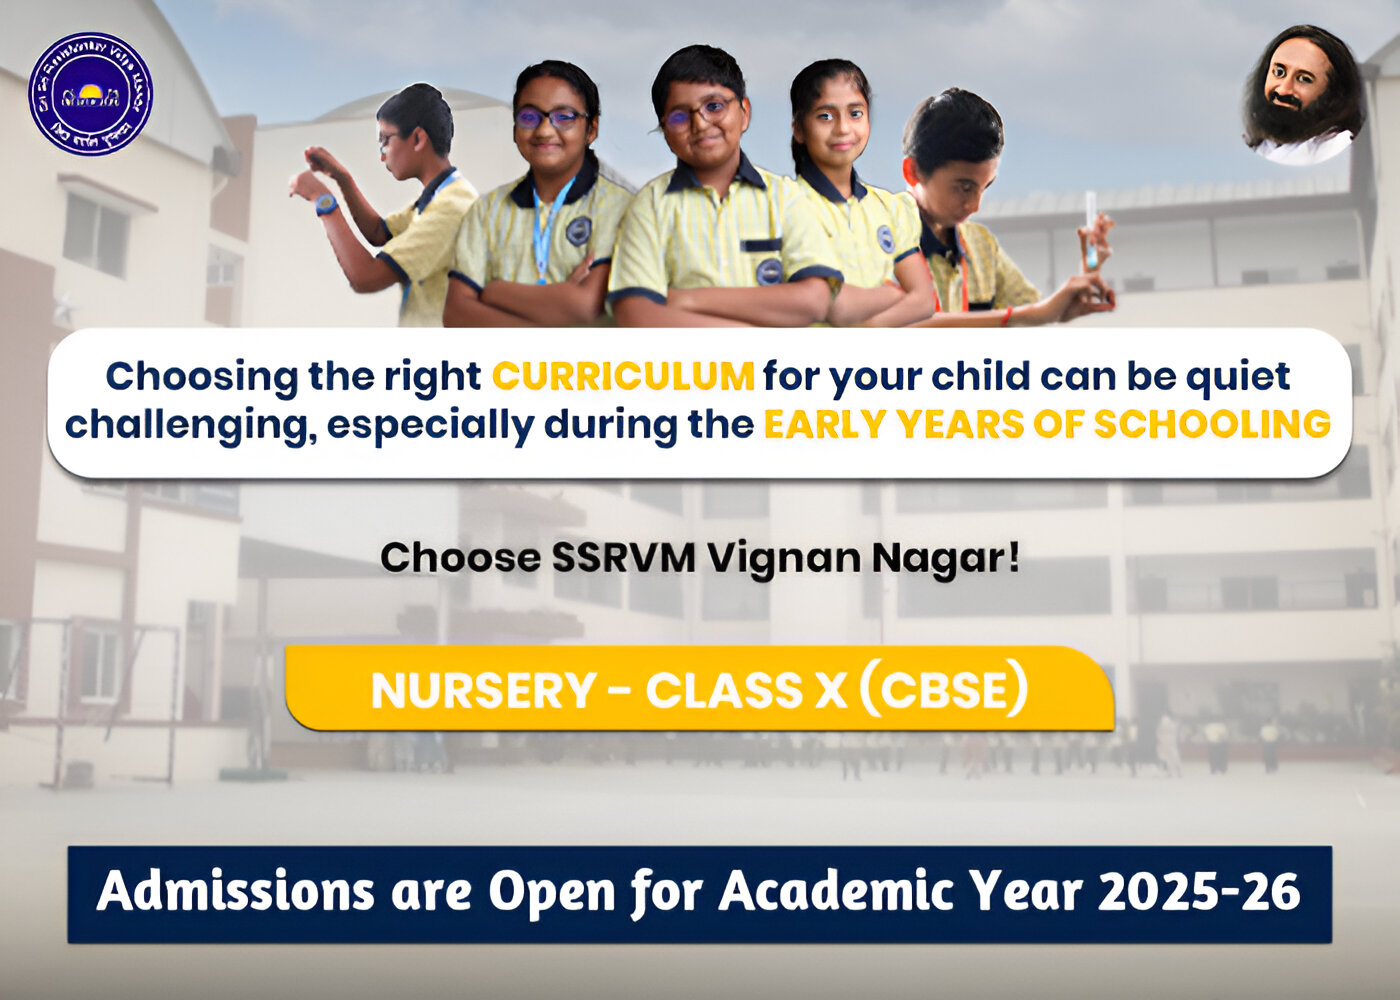 Choosing the right CURRICULUM for your child can be quiet
challenging, especially during the EARLY YEARS OF SCHOOLING
Choose SSRVM Vignan Nagar!
NURSERY - CLASS X (CBSE)
Admissions are Open for Academic Year 2025-26